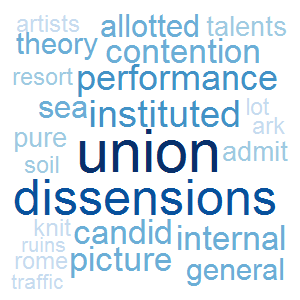 artists allotted talents
theory contention
resort performance
sea instituted lot
ark
pure union admit
soil
dissensions
knit candid internal
ruins
rome picture general
traffic